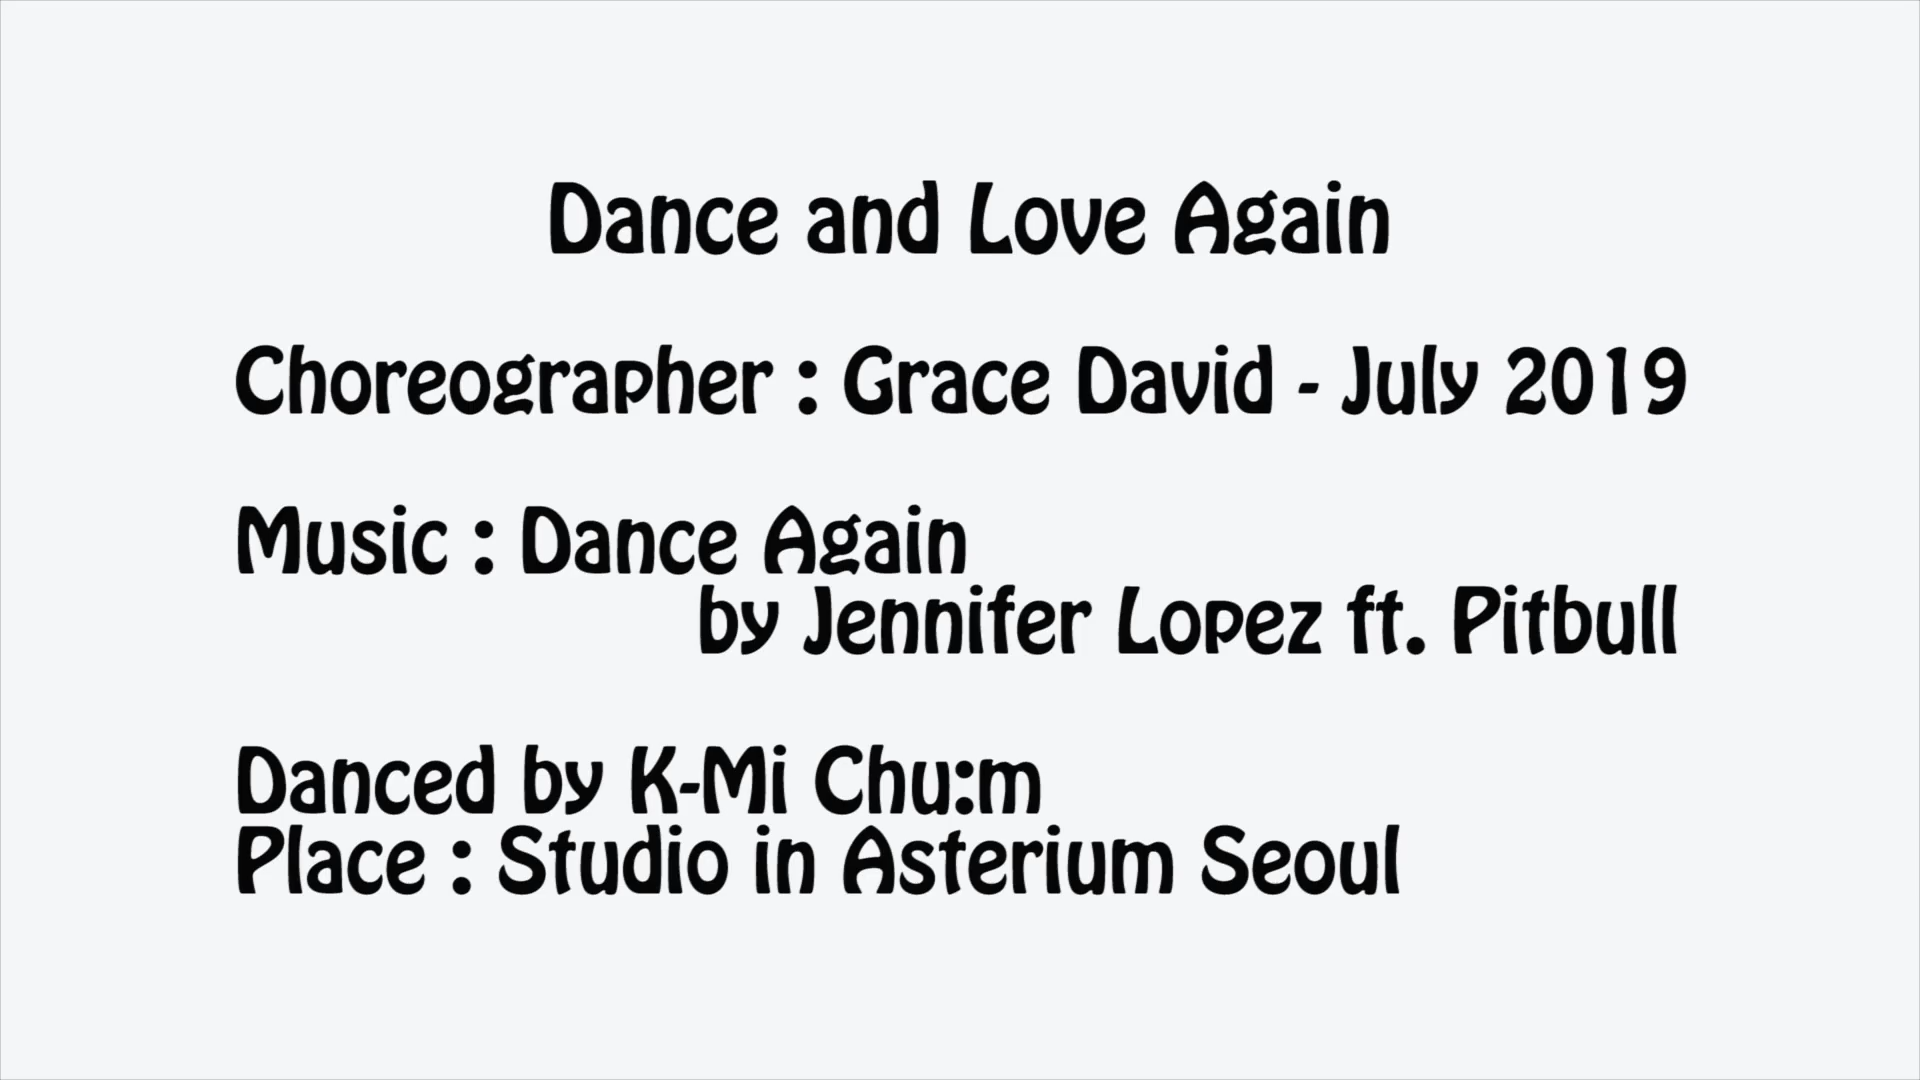 Dance and Love Again
Choreographer : Grace David - July 2019
Music : Dance Again
by Jennifer Lopez ft. Pitbull
Danced by K-Mi Chu:m
Place : Studio in Asterium Seoul